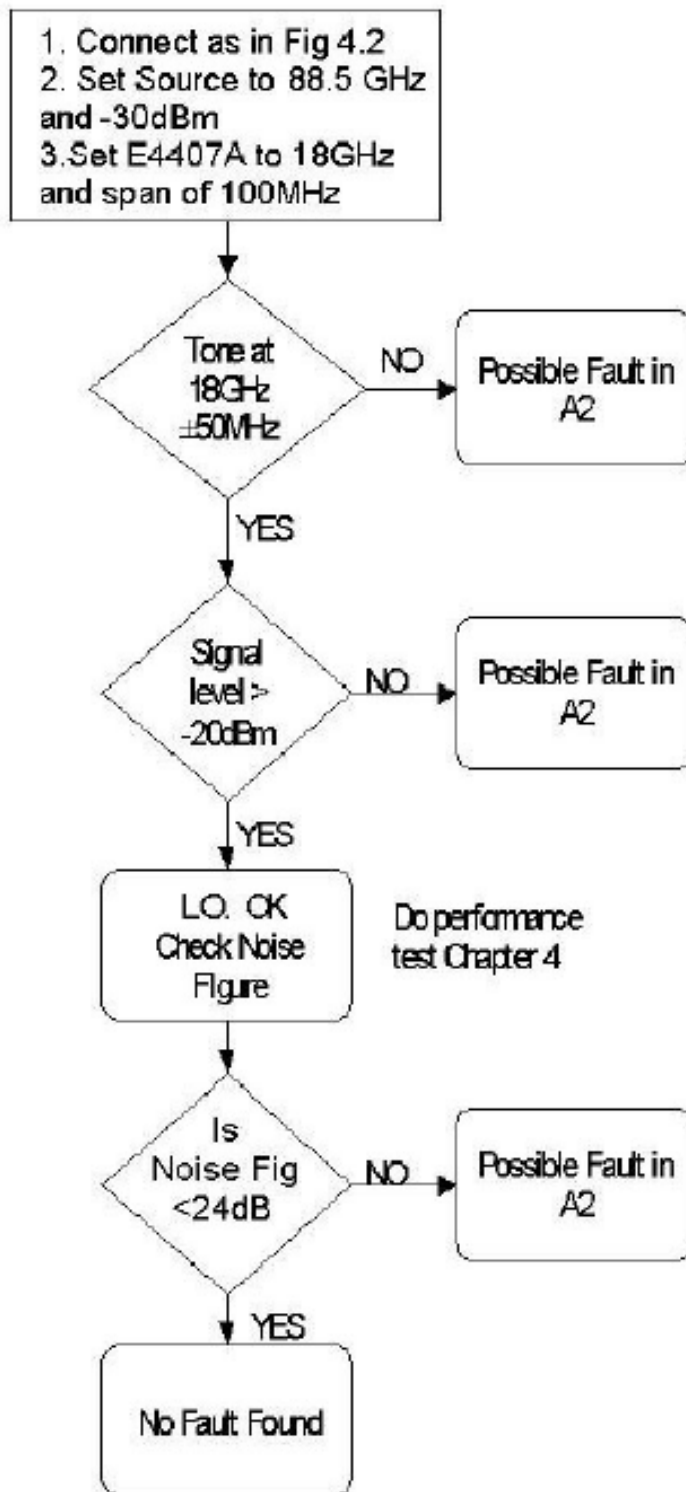 1. Connect as in Fig 4.2
2. Set Source to 88.5 GHz
and -30dBm
3.Set E4407A to 18GHz
and span of 100MHz
Tone at
18GHz
±50MHz
NO
Possible Fault in
A2
YES
Signal
level >
-20dBm
NO
Possible Fault in
A2
YES
L.O. OK
Check Noise
Figure
Do performance
test Chapter 4
Is
Noise Fig
<24dB
NO
Possible Fault in
A2
YES
No Fault Found